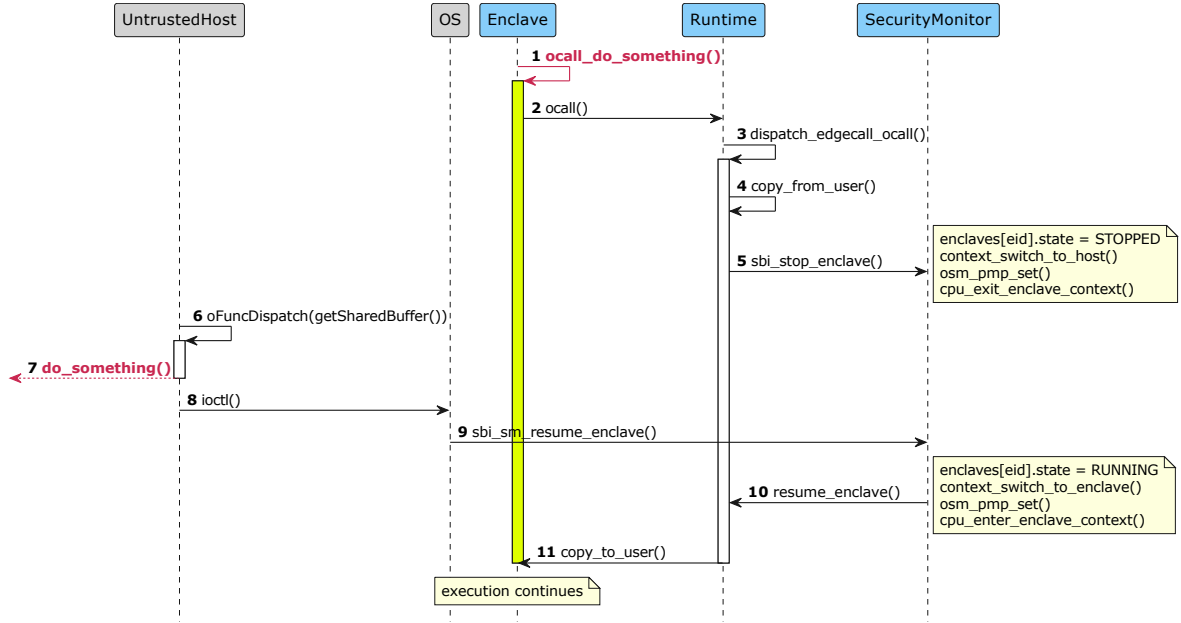 UntrustedHost
OS
Enclave
Runtime
SecurityMonitor
1 ocall_do_something()
2 ocall()
3 dispatch_edgecall_ocall()
4 copy_from_user()
enclaves[eid].state = STOPPED
context_switch_to_host()
osm_pmp_set()
cpu_exit_enclave_context()
5 sbi_stop_enclave()
6 oFuncDispatch(getSharedBuffer())
7 do_something()
8 ioctl()
9 sbi_sm_resume_enclave()
enclaves[eid].state = RUNNING
context_switch_to_enclave()
osm_pmp_set()
cpu_enter_enclave_context()
10 resume_enclave()
11 copy_to_user()
execution continues